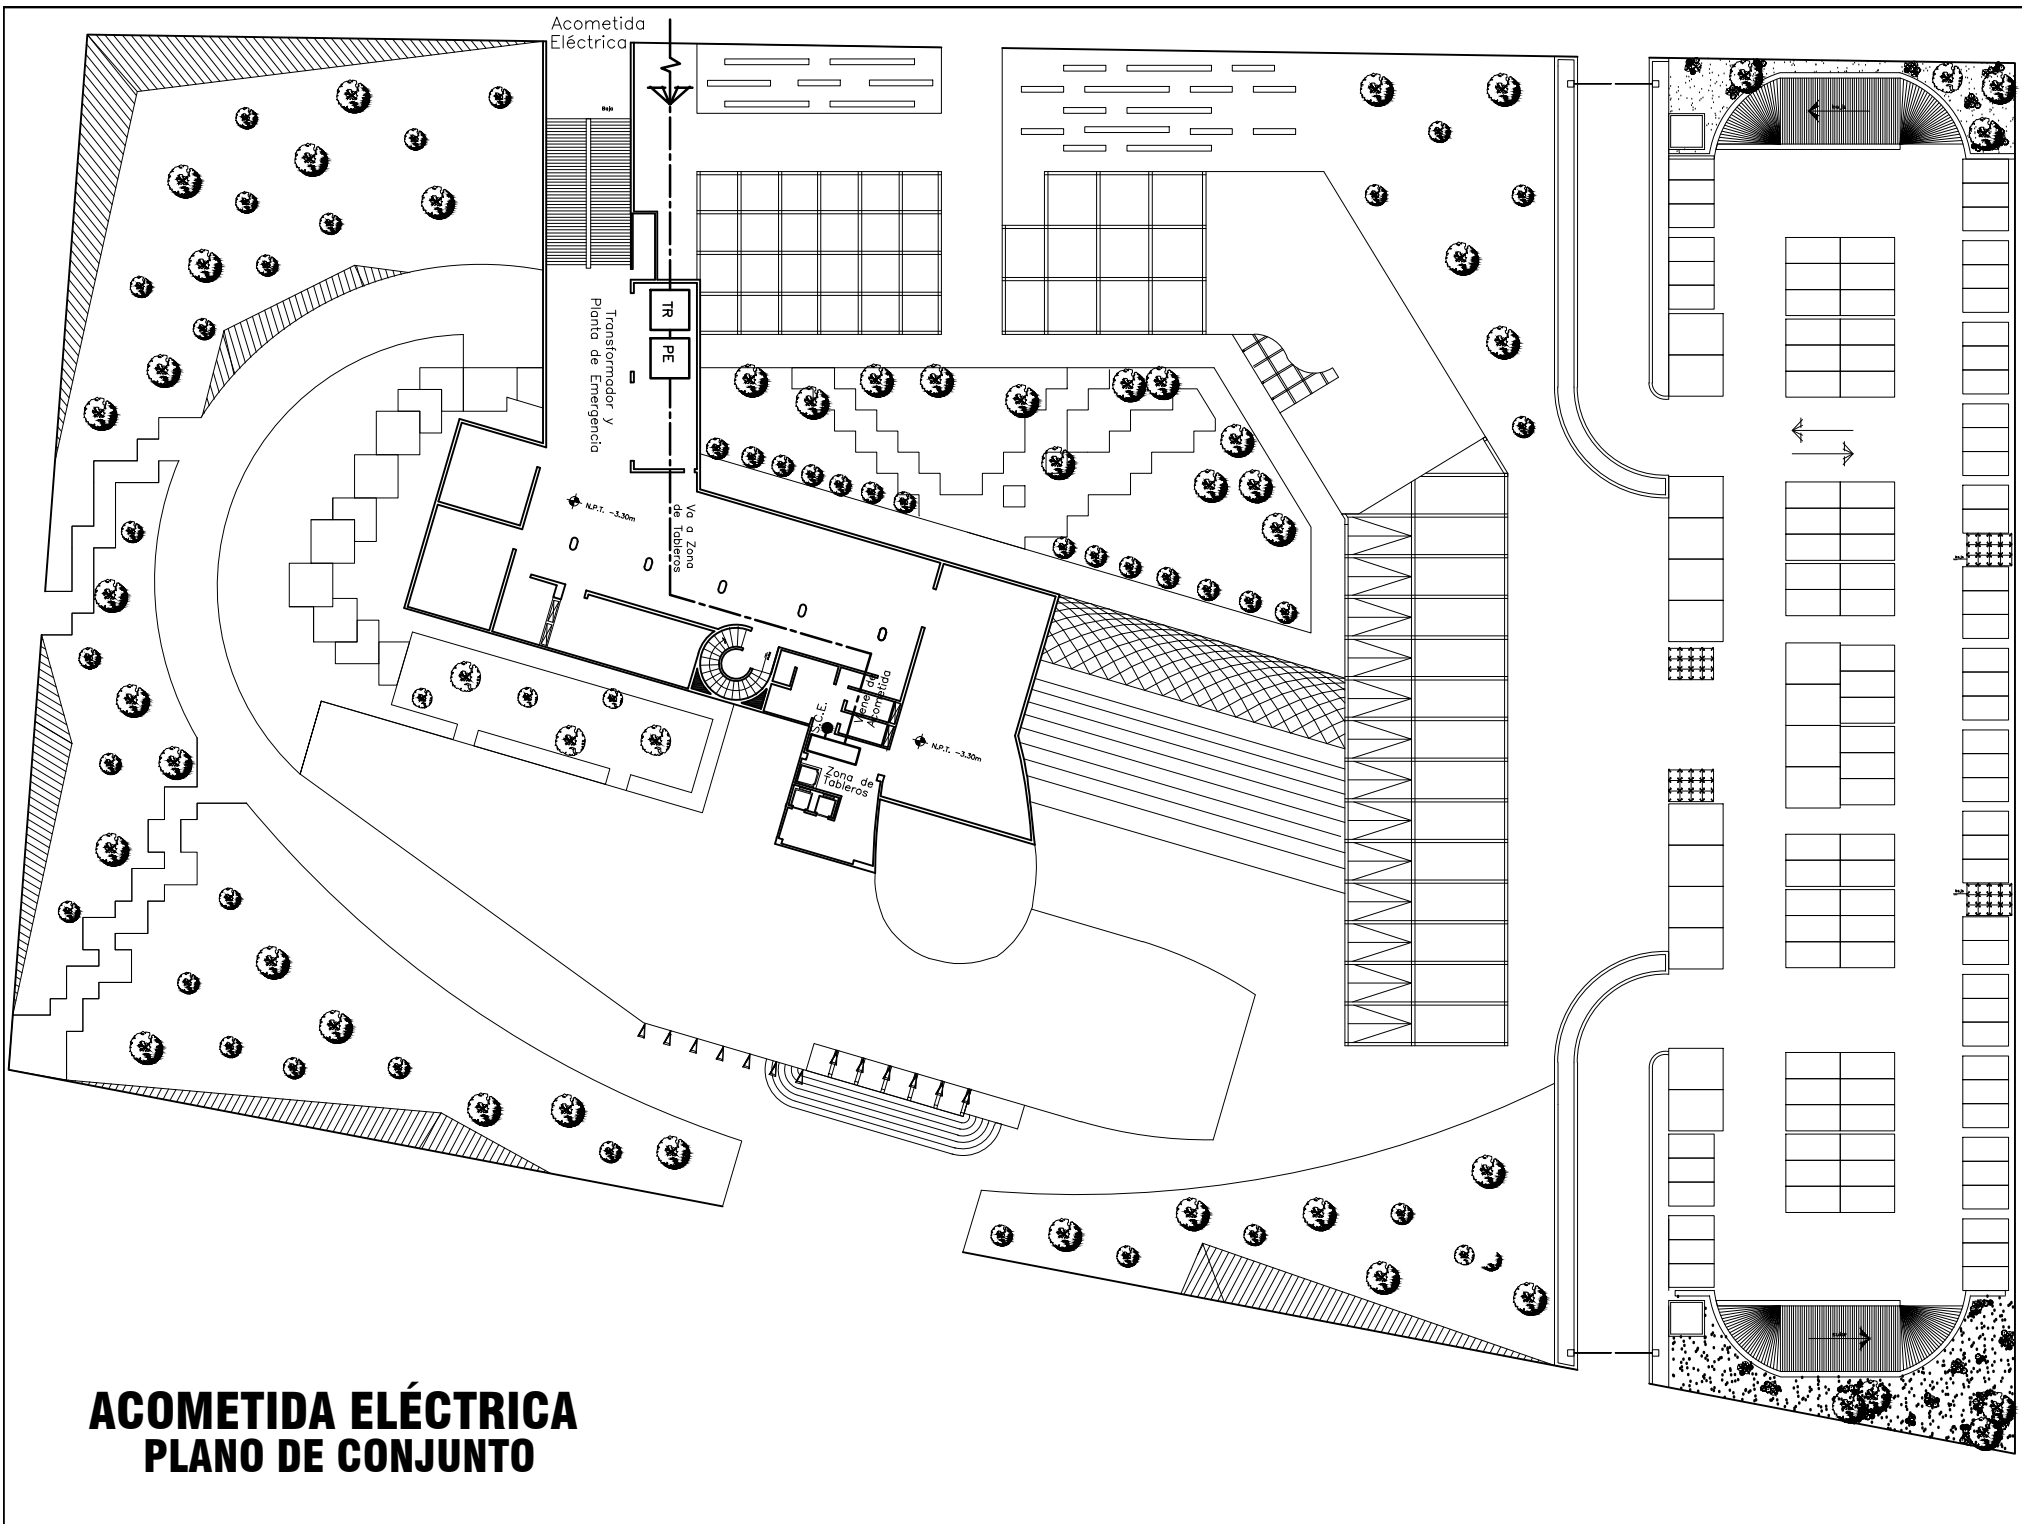 Acometida
Eléctrica
Baja
TR
PE
Transformador y
Planta de Emergencia
N.P.T. -3.30m
Va a Zona
de Tableros
Viene de
Acometida
S.C.E.
N.P.T. -3.30m
Zona de
Tableros
ACOMETIDA ELÉCTRICA
PLANO DE CONJUNTO